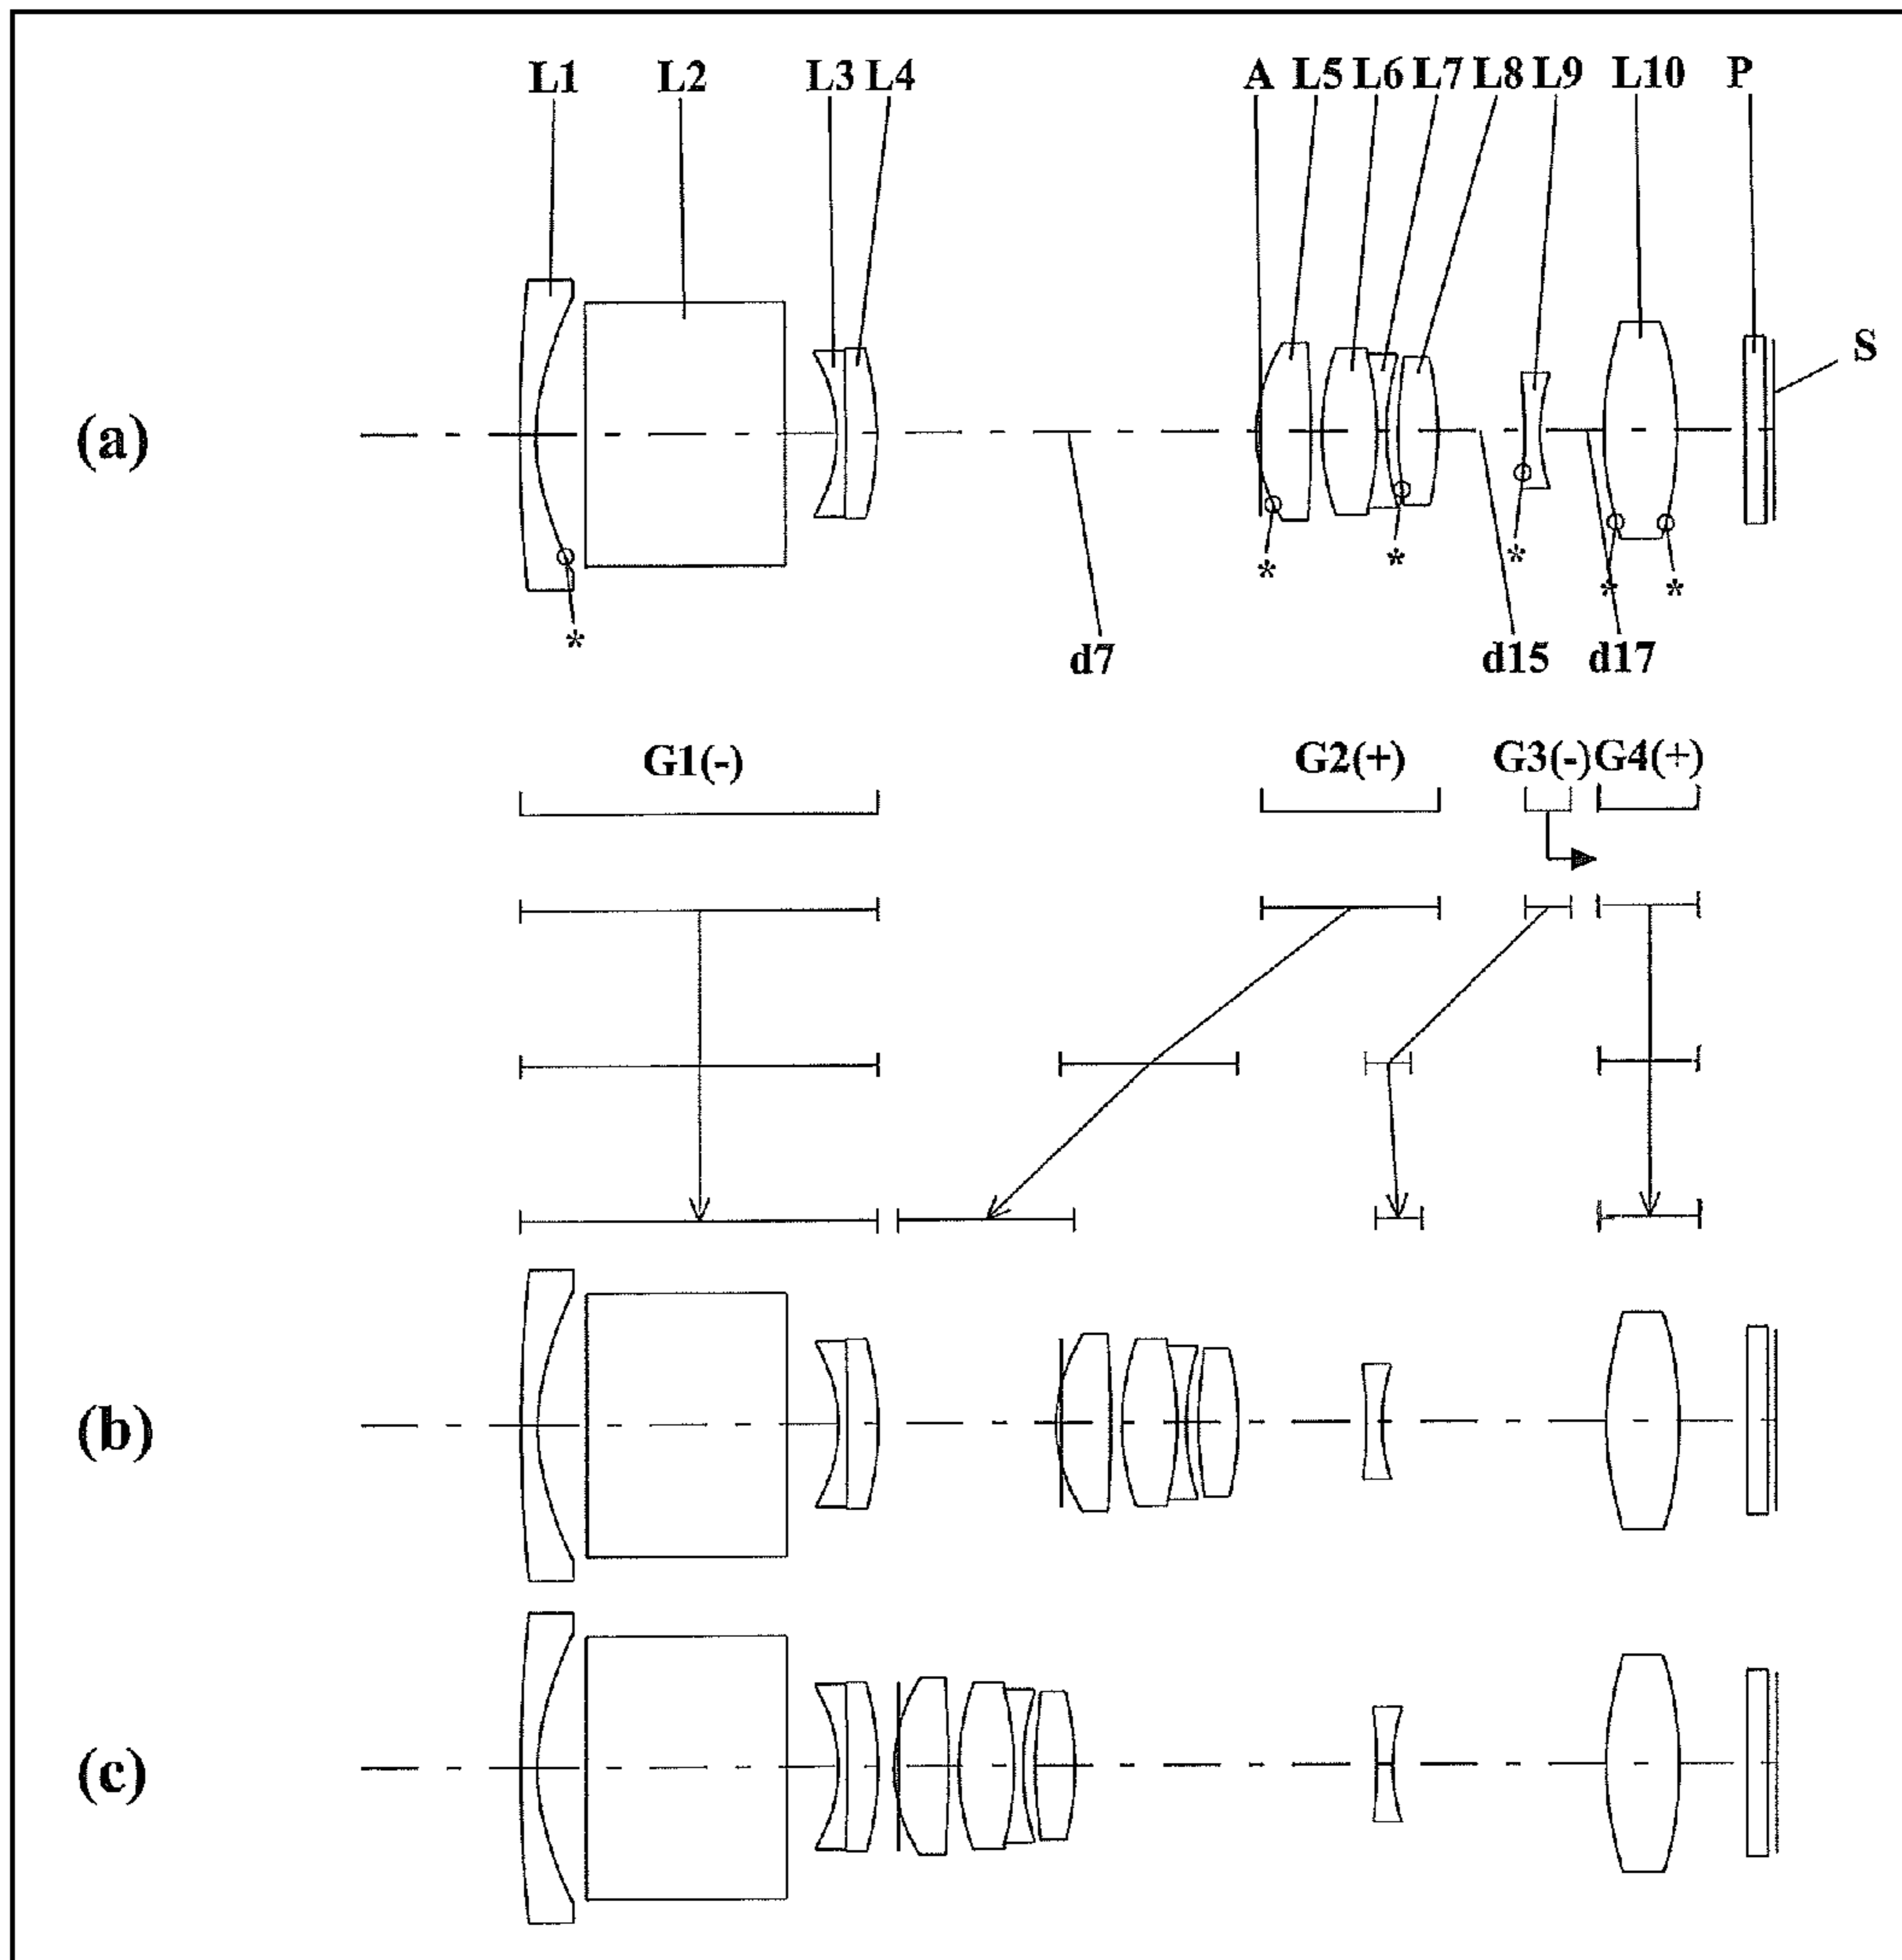 L1 L2 L3 L4 A L5 L6 L7 L8 L9 L10 P
S
(a)
* * * * * *
d7 d15 d17
G1(-) G2(+) G3(-) G4(+)
(b)
(c)